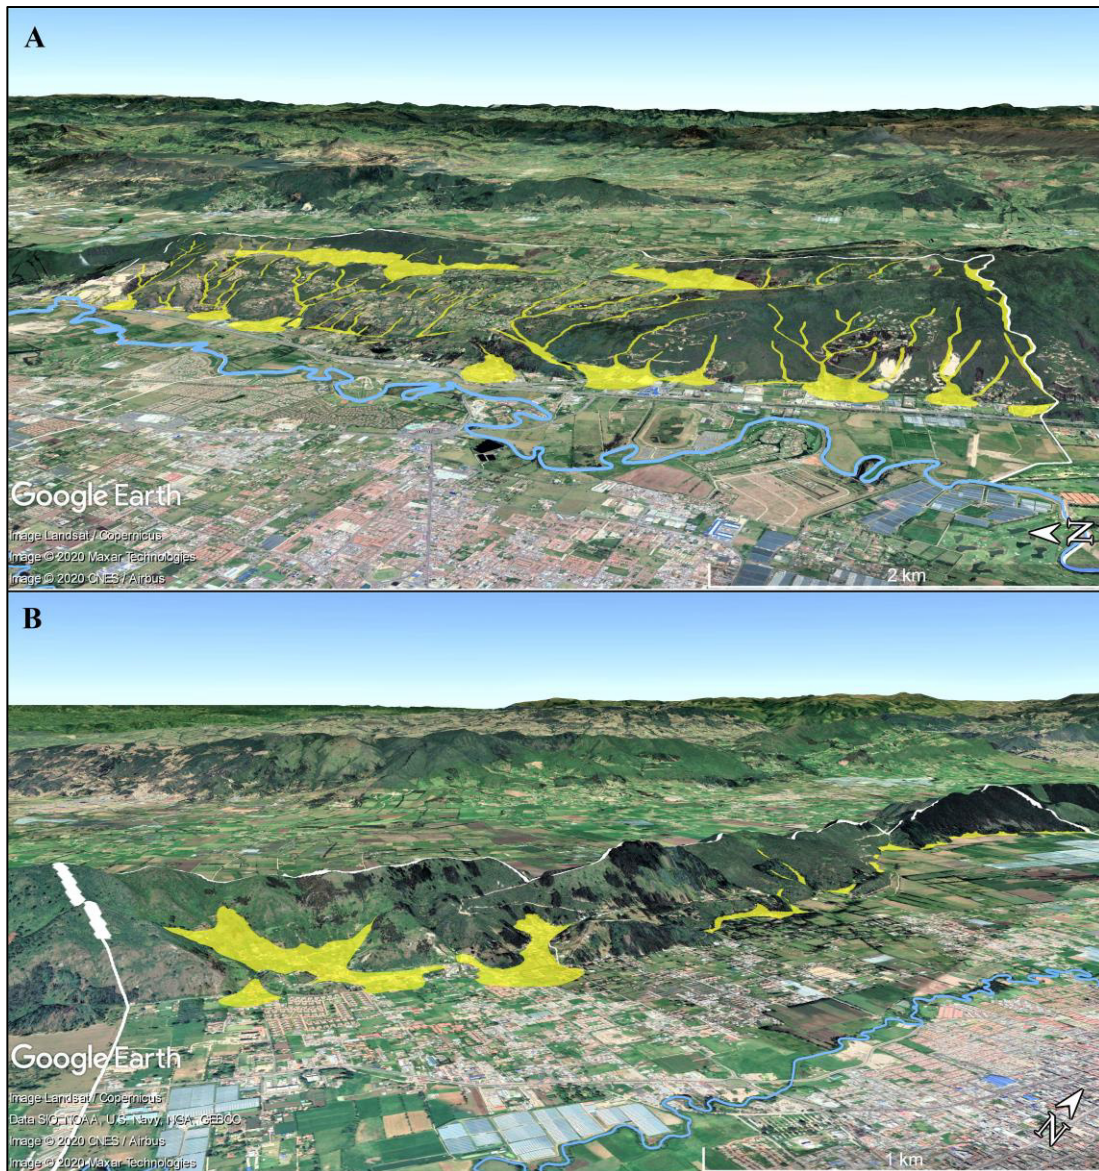 A
Google Earth
Image Landsat / Copernicus
Image © 2020 Maxar Technologies
Image © 2020 CNES / Airbus
N
2 km
B
Google Earth
Image Landsat / Copernicus
Data SIO, NOAA, U.S. Navy, NGA, GEBCO
Image © 2020 CNES / Airbus
Image © 2020 Maxar Technologies
N
1 km